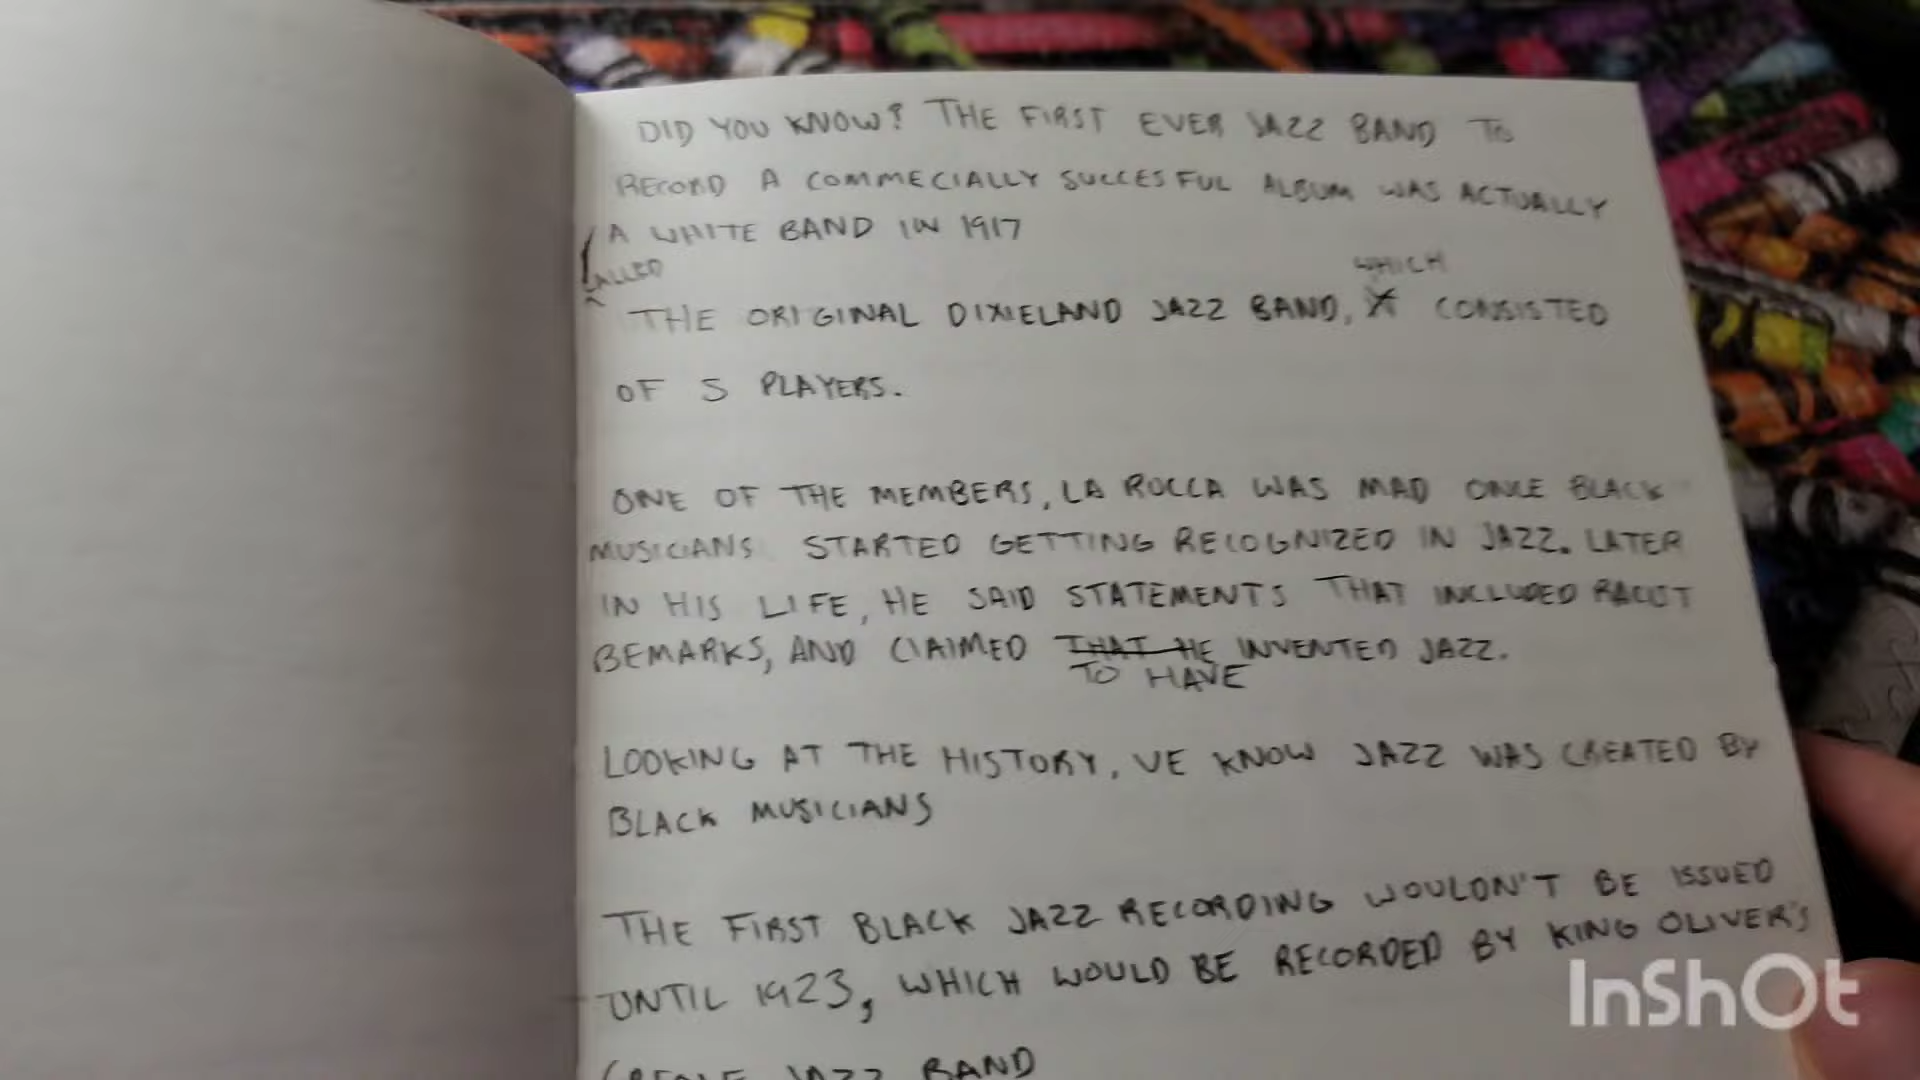 DID YOU KNOW? THE FIRST EVER JAZZ BAND TO
RECORD A COMMECIALLY SUCCESFUL ALBUM WAS ACTUALLY
A WHITE BAND IN 1917
CALLED WHICH
THE ORIGINAL DIXIELAND JAZZ BAND, CONSISTED
OF 5 PLAYERS.
ONE OF THE MEMBERS, LA ROCCA WAS MAD ONCE BLACK
MUSICIANS STARTED GETTING RECOGNIZED IN JAZZ. LATER
IN HIS LIFE, HE SAID STATEMENTS THAT INCLUDED RACIST
REMARKS, AND CLAIMED THAT HE INVENTED JAZZ.
TO HAVE
LOOKING AT THE HISTORY, WE KNOW JAZZ WAS CREATED BY
BLACK MUSICIANS
THE FIRST BLACK JAZZ RECORDING WOULDN'T BE ISSUED
UNTIL 1923, WHICH WOULD BE RECORDED BY KING OLIVER'S
CREOLE JAZZ BAND
InShOt